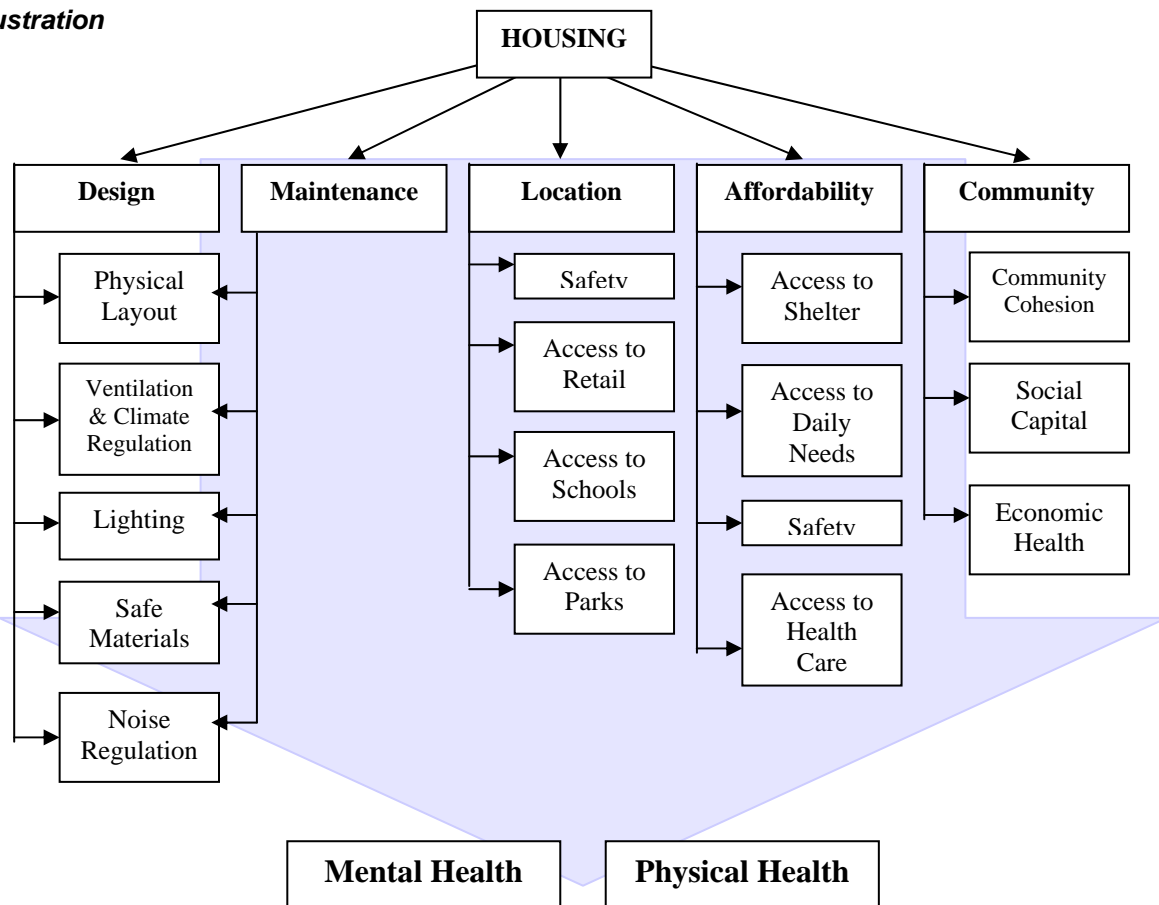 ustration
HOUSING
Design
Maintenance
Location
Affordability
Community
Physical
Layout
Ventilation
& Climate
Regulation
Lighting
Safe
Materials
Noise
Regulation
Safety
Access to
Retail
Access to
Schools
Access to
Parks
Access to
Shelter
Access to
Daily
Needs
Safety
Access to
Health
Care
Community
Cohesion
Social
Capital
Economic
Health
Mental Health
Physical Health